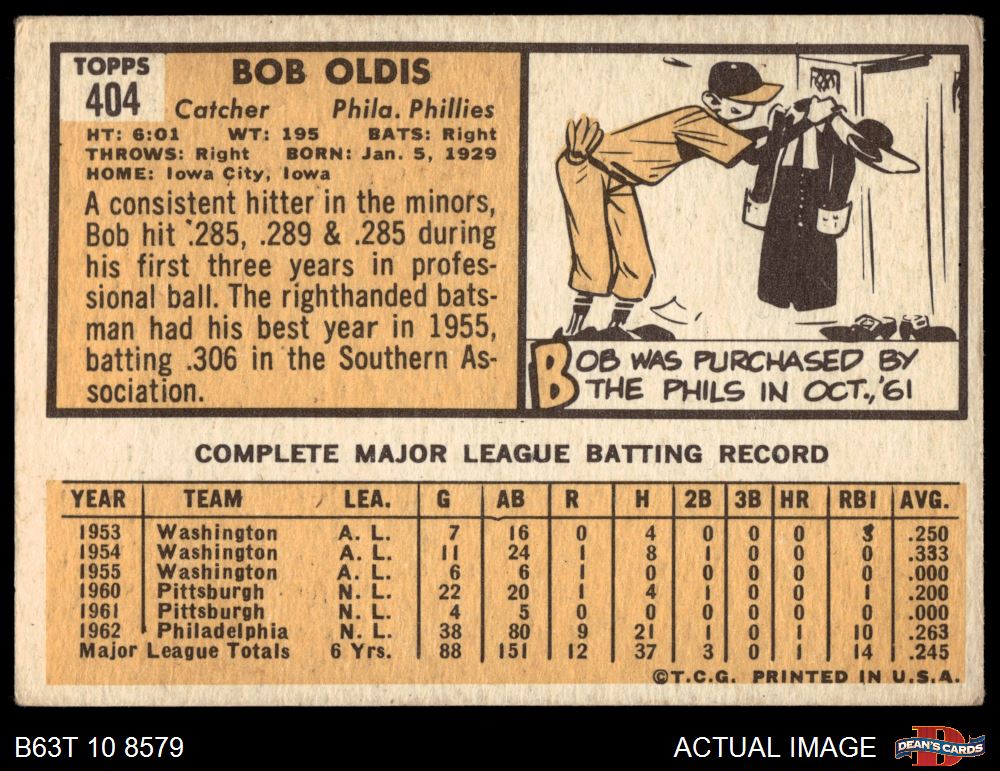 TOPPS
404
BOB OLDIS
Catcher Phila. Phillies
HT: 6:01 WT: 195 BATS: Right
THROWS: Right BORN: Jan. 5, 1929
HOME: Iowa City, Iowa
A consistent hitter in the minors,
Bob hit .285, .289 & .285 during
his first three years in profes-
sional ball. The righthanded bats-
man had his best year in 1955,
batting .306 in the Southern As-
sociation.
BOB WAS PURCHASED BY
THE PHILS IN OCT., '61
COMPLETE MAJOR LEAGUE BATTING RECORD
YEAR TEAM LEA. G AB R H 2B 3B HR RBI AVG.
1953 Washington A. L. 7 16 0 4 0 0 0 3 .250
1954 Washington A. L. 11 24 1 8 1 0 0 0 .333
1955 Washington A. L. 6 6 1 0 0 0 0 0 .000
1960 Pittsburgh N. L. 22 20 1 4 1 0 0 1 .200
1961 Pittsburgh N. L. 4 5 0 0 0 0 0 0 .000
1962 Philadelphia N. L. 38 80 9 21 1 0 1 10 .263
Major League Totals 6 Yrs. 88 151 12 37 3 0 1 14 .245
©T.C.G. PRINTED IN U.S.A.
B63T 10 8579
ACTUAL IMAGE
DEAN'S CARDS